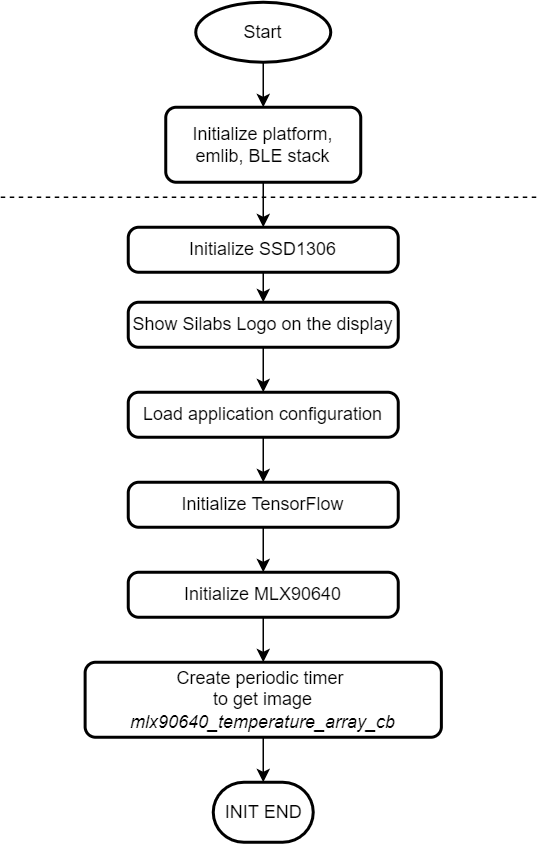 Start
Initialize platform,
emlib, BLE stack
Initialize SSD1306
Show Silabs Logo on the display
Load application configuration
Initialize TensorFlow
Initialize MLX90640
Create periodic timer
to get image
mlx90640_temperature_array_cb
INIT END